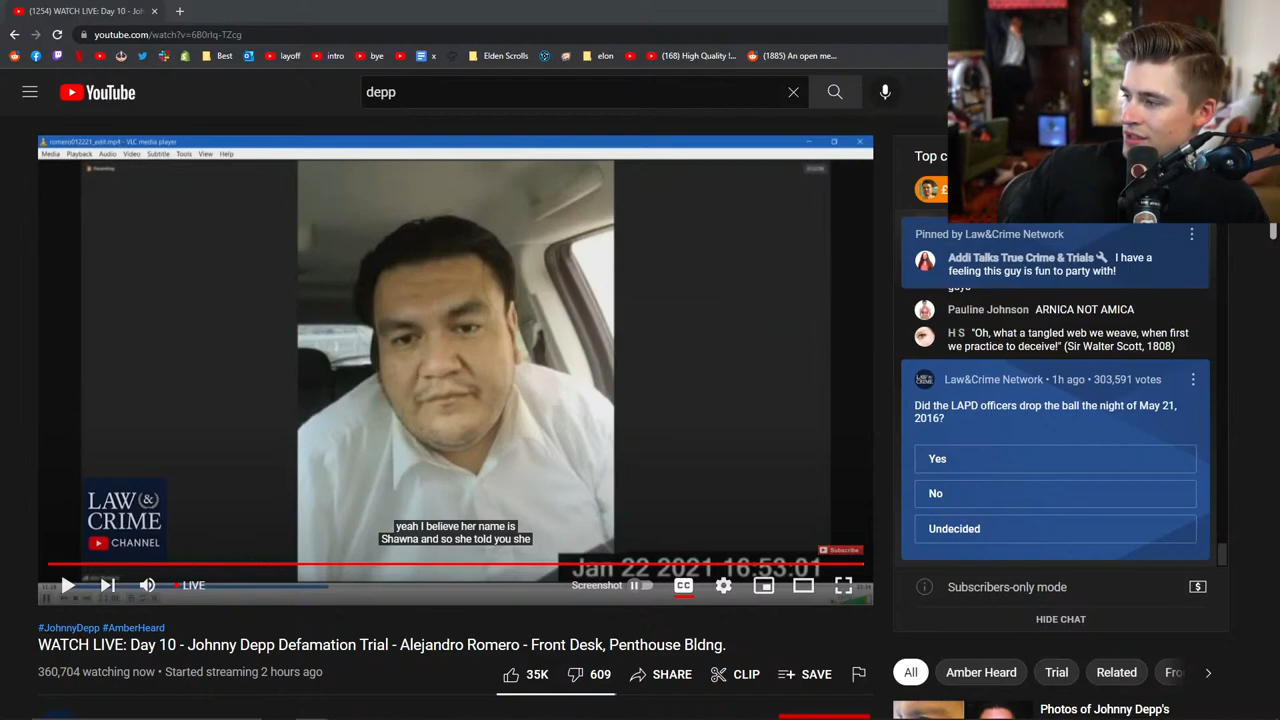 (1254) WATCH LIVE: Day 10 - Joh
youtube.com/watch?v=6B0rIq-TZcg
Best
layoff
intro
bye
x
Elden Scrolls
elon
(168) High Quality I...
(1885) An open me...
YouTube
depp
romero012221_edit.mp4 - VLC media player
Media Playback Audio Video Subtitle Tools View Help
LAW &
CRIME
CHANNEL
yeah I believe her name is
Shawna and so she told you she
Subscribe
Jan 22 2021 16:53:01
LIVE
Screenshot
CC
#JohnnyDepp #AmberHeard
WATCH LIVE: Day 10 - Johnny Depp Defamation Trial - Alejandro Romero - Front Desk, Penthouse Bldng.
360,704 watching now • Started streaming 2 hours ago
35K
609
SHARE
CLIP
SAVE
Top c
£
Pinned by Law&Crime Network
Addi Talks True Crime & Trials I have a
feeling this guy is fun to party with!
guys
Pauline Johnson ARNICA NOT AMICA
H S "Oh, what a tangled web we weave, when first
we practice to deceive!" (Sir Walter Scott, 1808)
Law&Crime Network • 1h ago • 303,591 votes
Did the LAPD officers drop the ball the night of May 21,
2016?
Yes
No
Undecided
Subscribers-only mode
HIDE CHAT
All
Amber Heard
Trial
Related
Fro
Photos of Johnny Depp's